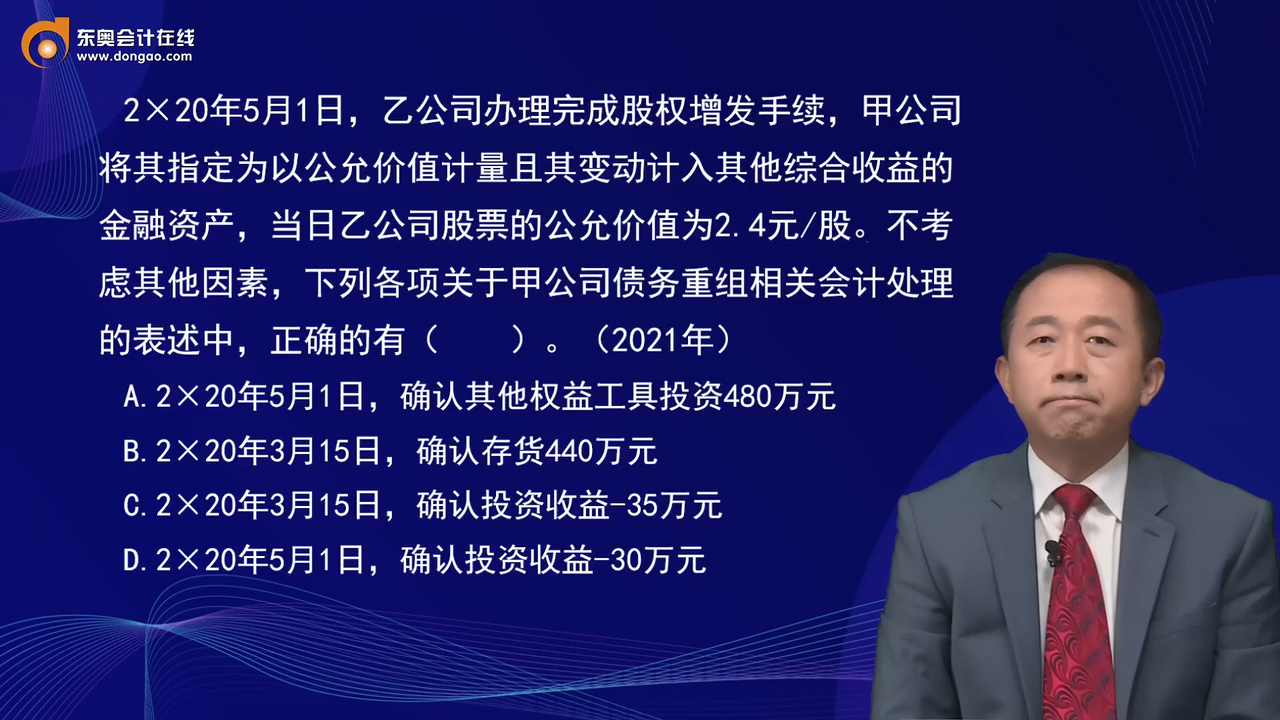 东奥会计在线
www.dongao.com
2×20年5月1日，乙公司办理完成股权增发手续，甲公司
将其指定为以公允价值计量且其变动计入其他综合收益的
金融资产，当日乙公司股票的公允价值为2.4元/股。不考
虑其他因素，下列各项关于甲公司债务重组相关会计处理
的表述中，正确的有（　　）。（2021年）
A.2×20年5月1日，确认其他权益工具投资480万元
B.2×20年3月15日，确认存货440万元
C.2×20年3月15日，确认投资收益-35万元
D.2×20年5月1日，确认投资收益-30万元